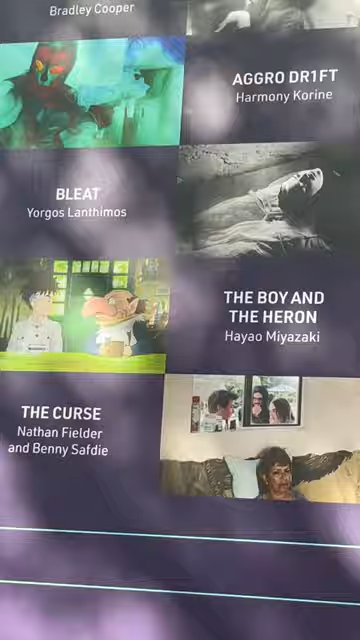 Bradley Cooper
AGGRO DR1FT
Harmony Korine
BLEAT
Yorgos Lanthimos
THE BOY AND
THE HERON
Hayao Miyazaki
THE CURSE
Nathan Fielder
and Benny Safdie